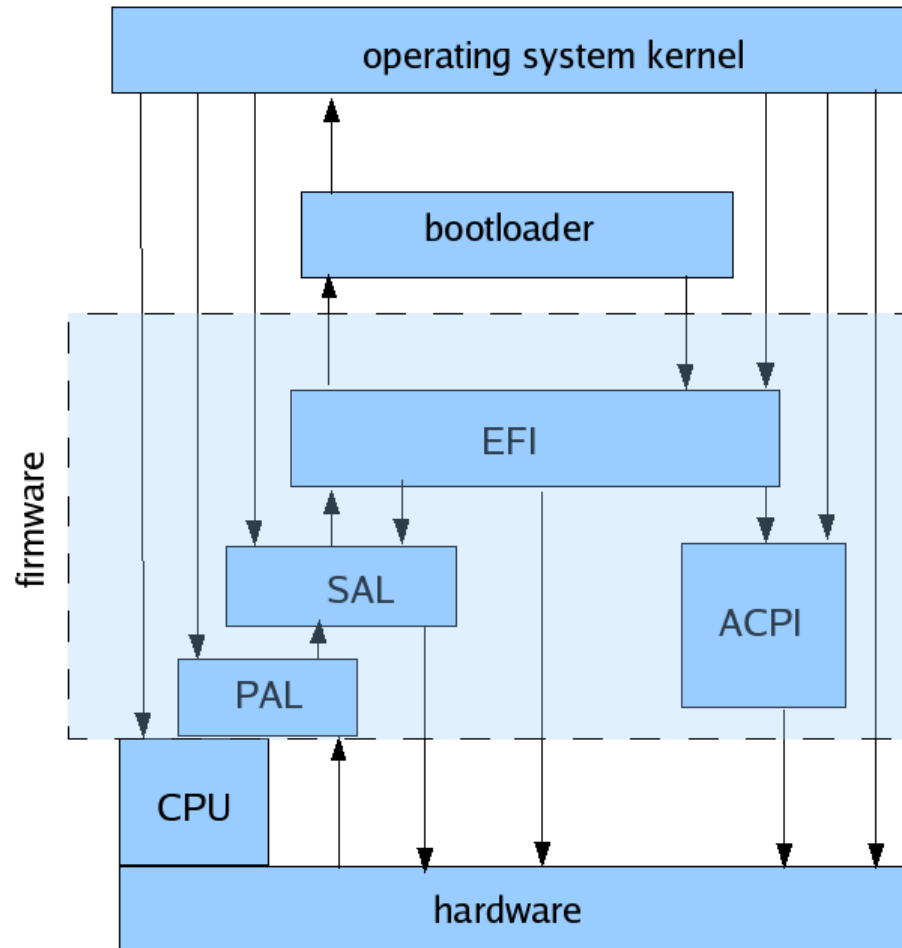 operating system kernel
bootloader
firmware
EFI
SAL
ACPI
PAL
CPU
hardware